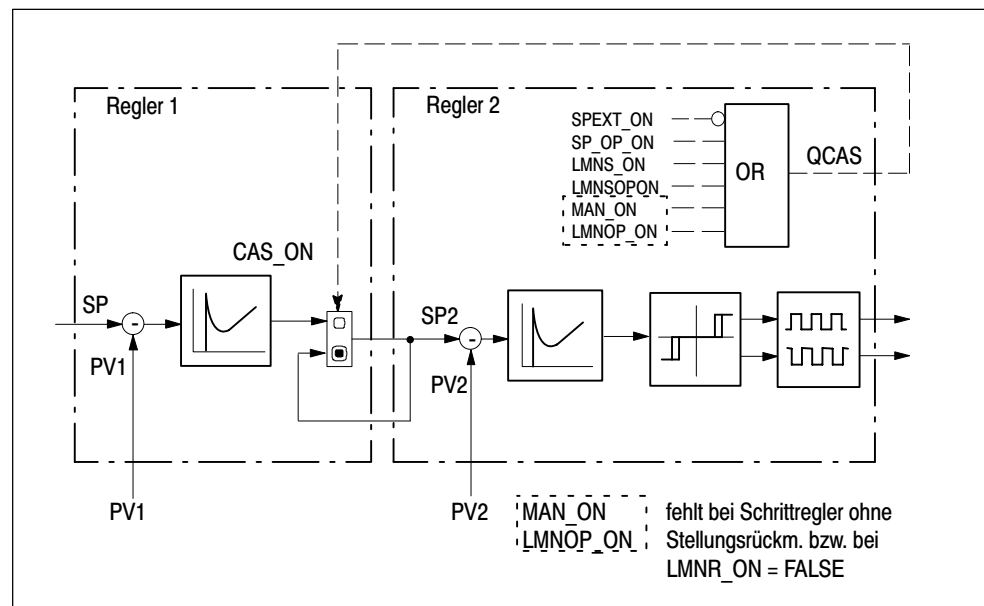 Regler 1
Regler 2
SPEXT_ON
SP_OP_ON
LMNS_ON
LMNSOPON
MAN_ON
LMNOP_ON
OR
QCAS
CAS_ON
SP
-
PV1
SP2
-
PV2
PV1
PV2
MAN_ON
LMNOP_ON
fehlt bei Schrittregler ohne
Stellungsrückm. bzw. bei
LMNR_ON = FALSE